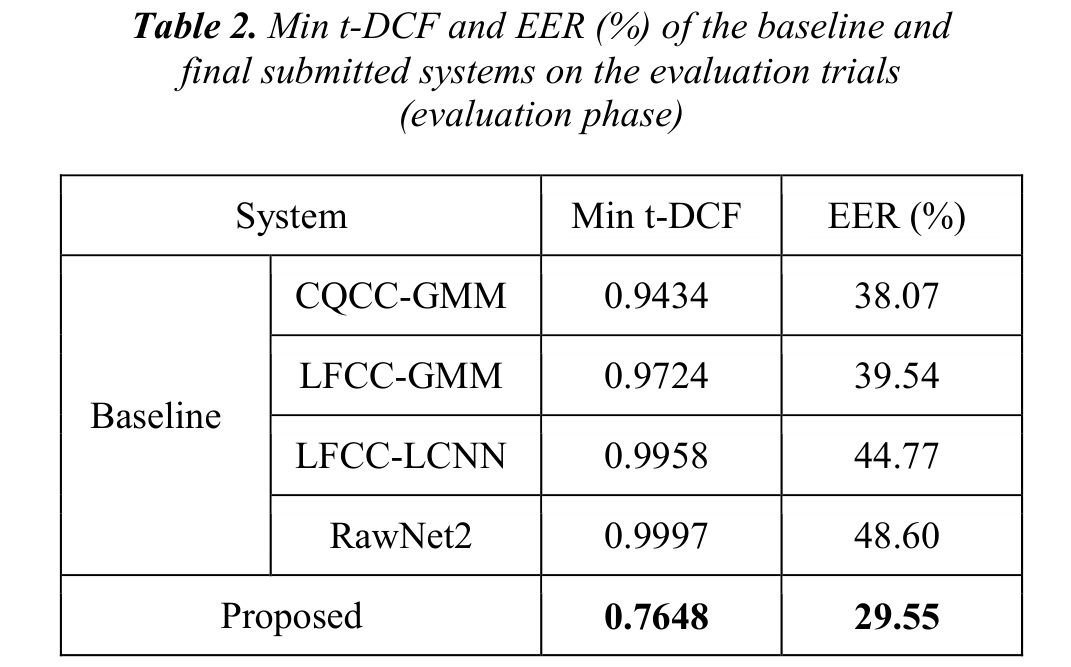 Table 2. Min t-DCF and EER (%) of the baseline and
final submitted systems on the evaluation trials
(evaluation phase)
System Min t-DCF EER (%)
Baseline
CQCC-GMM 0.9434 38.07
LFCC-GMM 0.9724 39.54
LFCC-LCNN 0.9958 44.77
RawNet2 0.9997 48.60
Proposed 0.7648 29.55